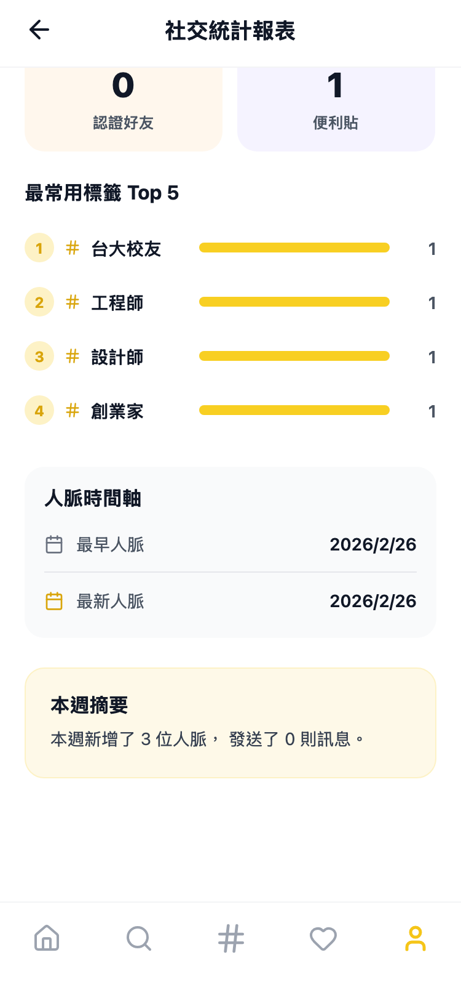 社交統計報表
0
認證好友
1
便利貼
最常用標籤 Top 5
1 # 台大校友 1
2 # 工程師 1
3 # 設計師 1
4 # 創業家 1
人脈時間軸
最早人脈 2026/2/26
最新人脈 2026/2/26
本週摘要
本週新增了 3 位人脈， 發送了 0 則訊息。